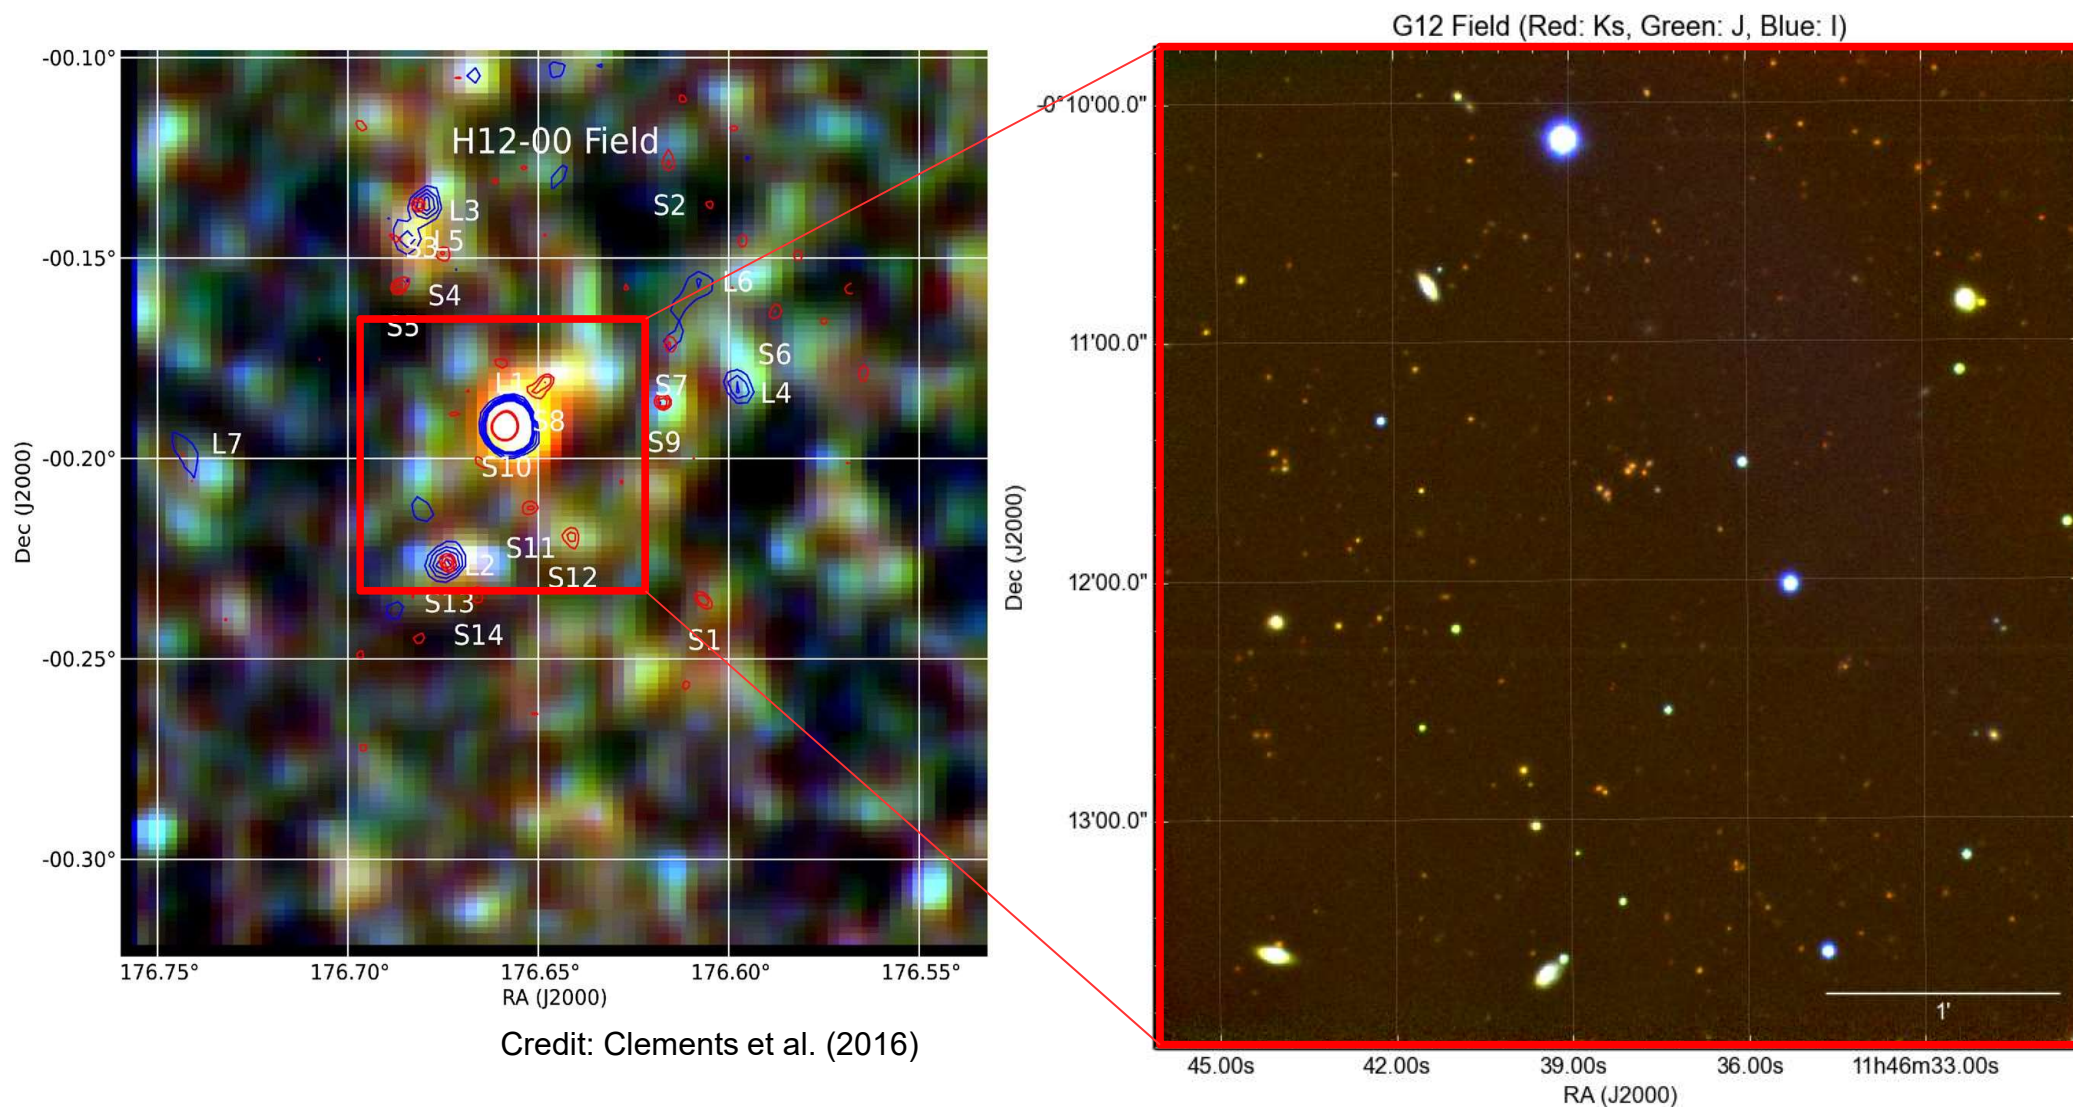 G12 Field (Red: Ks, Green: J, Blue: I)
H12-00 Field
-00.10°
-00.15°
-00.20°
-00.25°
-00.30°
Dec (J2000)
176.75°
176.70°
176.65°
176.60°
176.55°
RA (J2000)
L3
L5
S3
S4
S5
S2
L6
S6
L4
S7
S9
L1
S8
S10
L7
S11
L2
S12
S13
S14
S1
Credit: Clements et al. (2016)
-0°10'00.0"
11'00.0"
12'00.0"
13'00.0"
Dec (J2000)
1'
45.00s
42.00s
39.00s
36.00s
11h46m33.00s
RA (J2000)